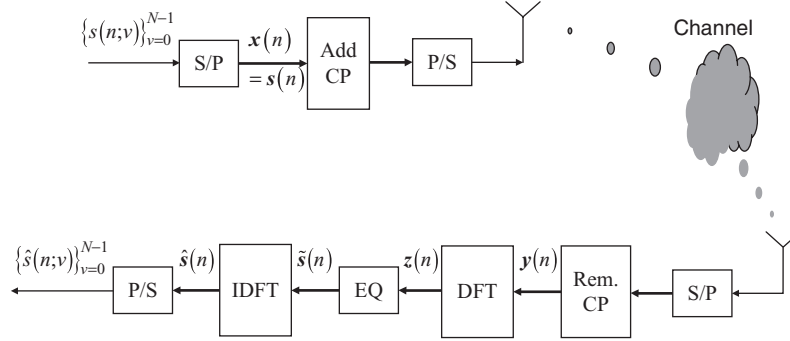 {s(n;v)}_{v=0}^{N-1}
S/P
x(n)
= s(n)
Add
CP
P/S
Channel
{ŝ(n;v)}_{v=0}^{N-1}
P/S
ŝ(n)
IDFT
s̃(n)
EQ
z(n)
DFT
y(n)
Rem.
CP
S/P